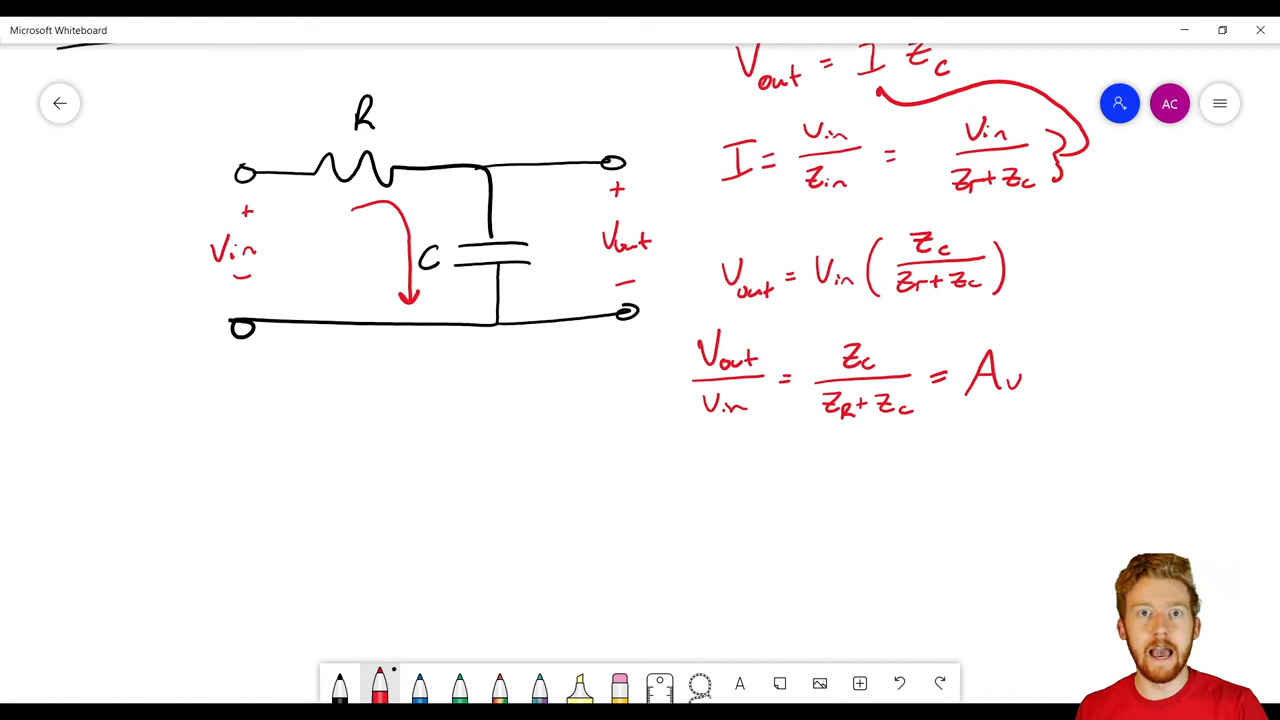 Microsoft Whiteboard
AC
R
+
Vin
-
C
+
Vout
-
Vout = I Zc
I = Vin/Zin = Vin/(Zr+Zc) }
Vout = Vin (Zc/(Zr+Zc))
Vout/Vin = Zc/(ZR+Zc) = Av
A